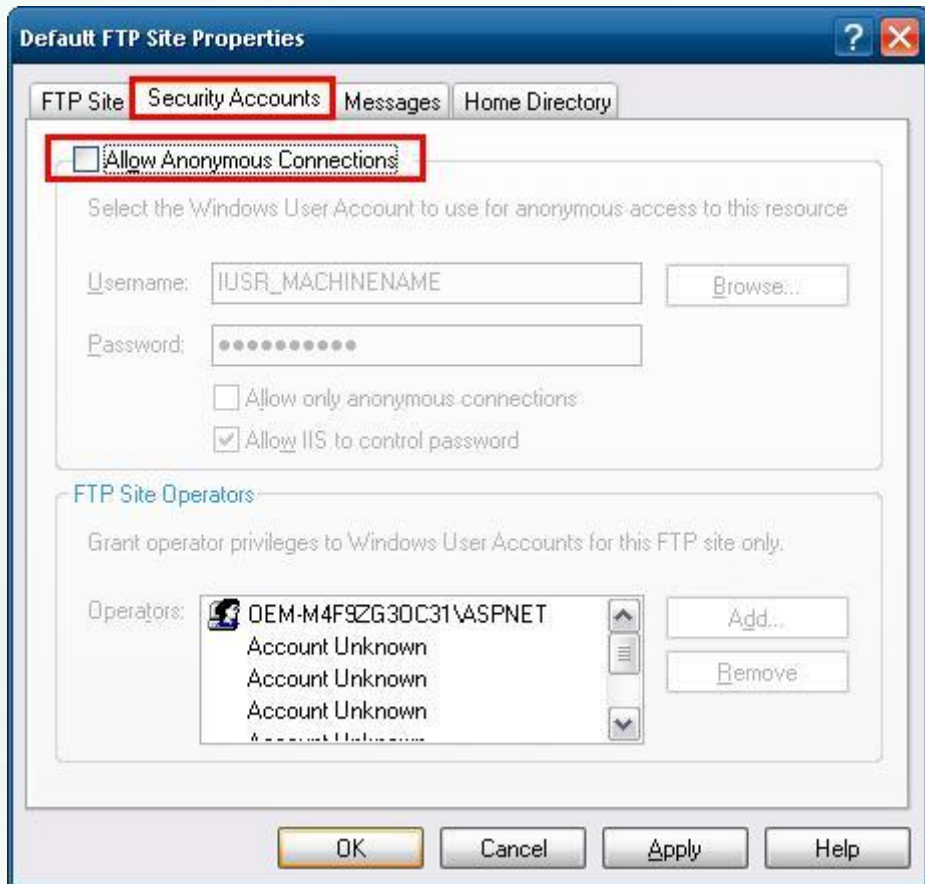 Default FTP Site Properties
FTP Site Security Accounts Messages Home Directory
Allow Anonymous Connections
Select the Windows User Account to use for anonymous access to this resource
Username: IUSR_MACHINENAME Browse...
Password: ●●●●●●●●●●
Allow only anonymous connections
Allow IIS to control password
FTP Site Operators
Grant operator privileges to Windows User Accounts for this FTP site only.
Operators: OEM-M4F9ZG3OC31\ASPNET Add...
Account Unknown
Account Unknown Remove
Account Unknown
OK Cancel Apply Help